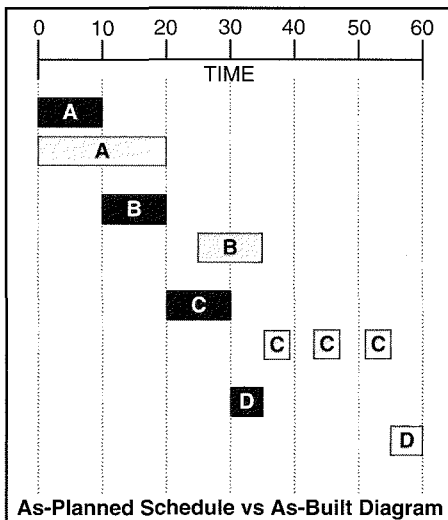 0 10 20 30 40 50 60
TIME
A
A
B
B
C
C C C
D
D
As-Planned Schedule vs As-Built Diagram